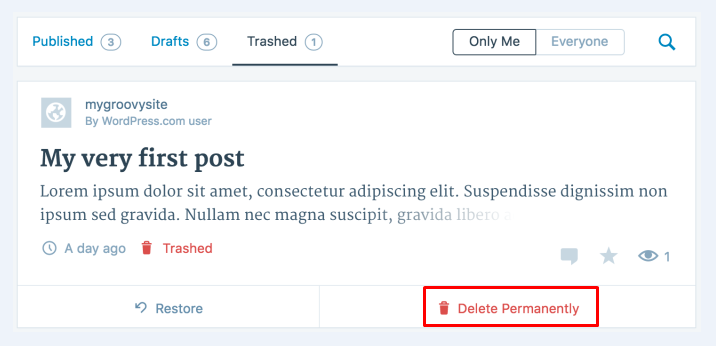 Published 3 Drafts 6 Trashed 1 Only Me Everyone
mygroovysite
By WordPress.com user
My very first post
Lorem ipsum dolor sit amet, consectetur adipiscing elit. Suspendisse dignissim non
ipsum sed gravida. Nullam nec magna suscipit, gravida libero a
A day ago Trashed 1
Restore Delete Permanently